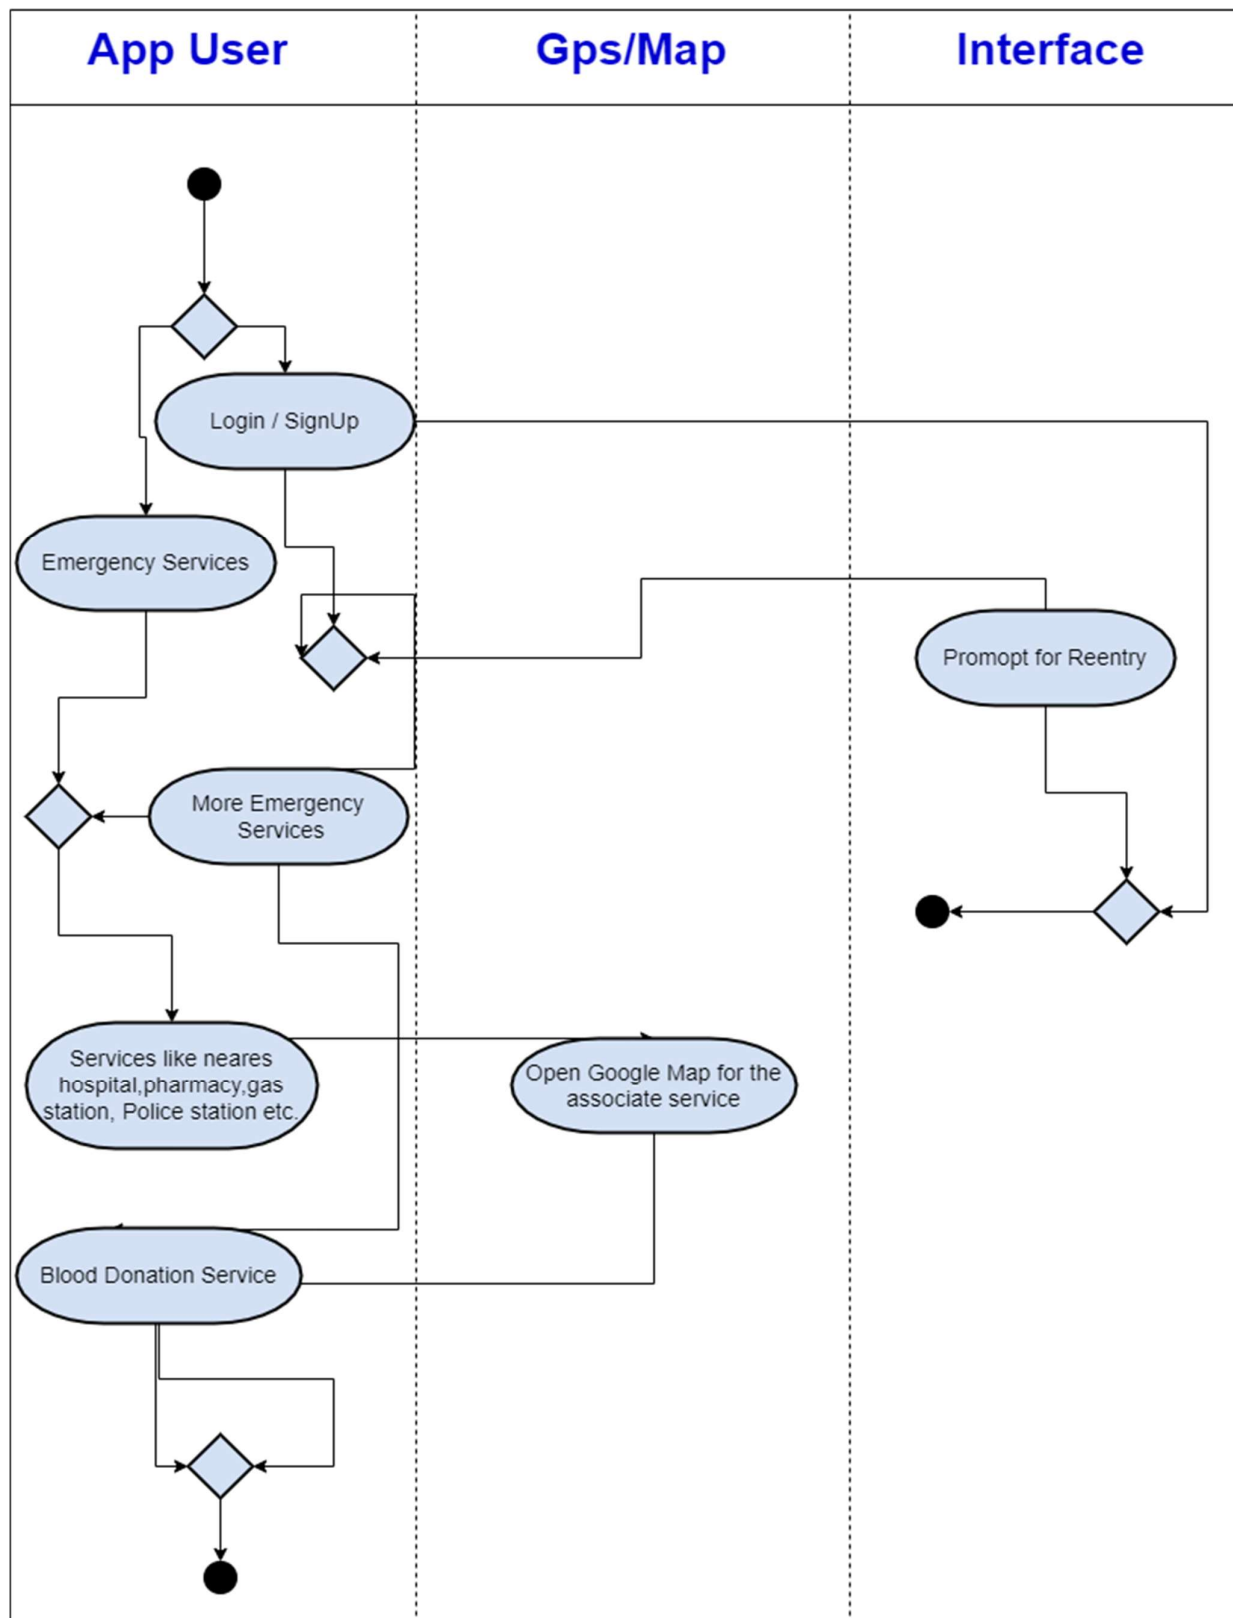 App User
Gps/Map
Interface
Login / SignUp
Emergency Services
Promopt for Reentry
More Emergency
Services
Services like neares
hospital,pharmacy,gas
station, Police station etc.
Open Google Map for the
associate service
Blood Donation Service